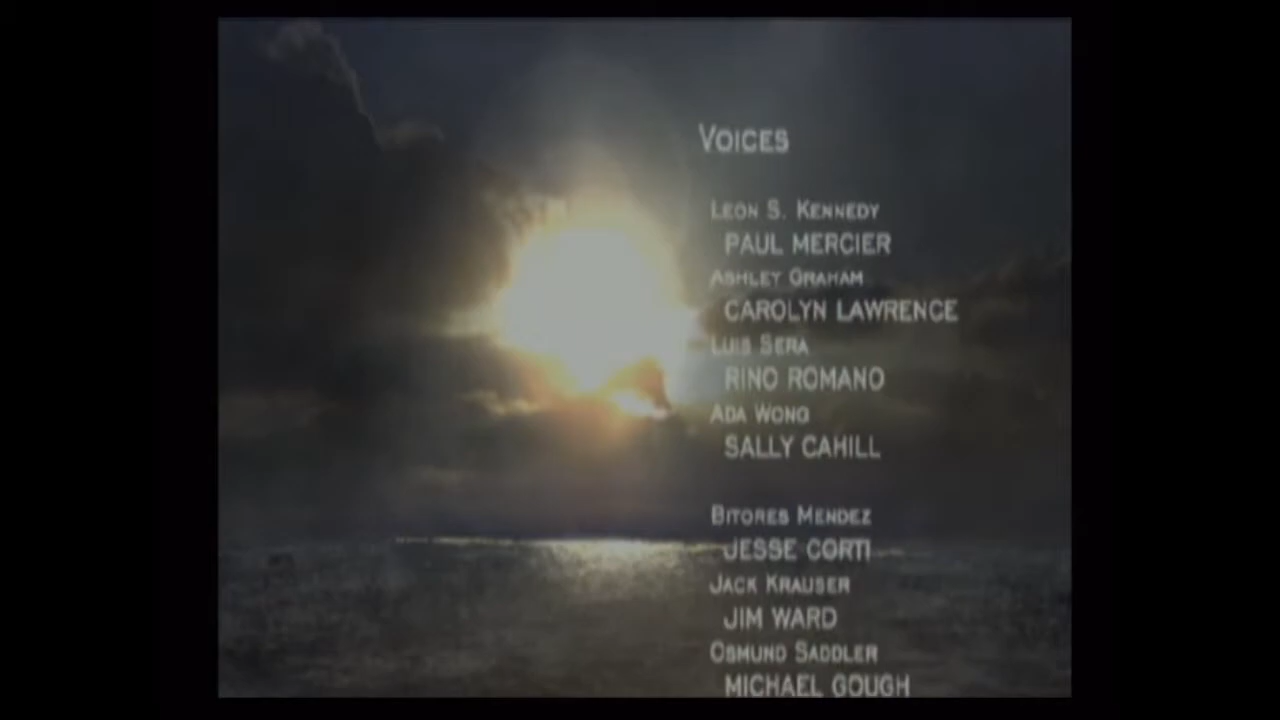 VOICES
LEON S. KENNEDY
PAUL MERCIER
ASHLEY GRAHAM
CAROLYN LAWRENCE
LUIS SERA
RINO ROMANO
ADA WONG
SALLY CAHILL
BITORES MENDEZ
JESSE CORTI
JACK KRAUSER
JIM WARD
OSMUND SADDLER
MICHAEL GOUGH